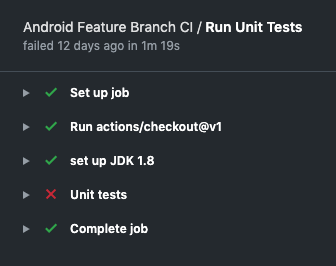 Android Feature Branch CI / Run Unit Tests
failed 12 days ago in 1m 19s
Set up job
Run actions/checkout@v1
set up JDK 1.8
Unit tests
Complete job